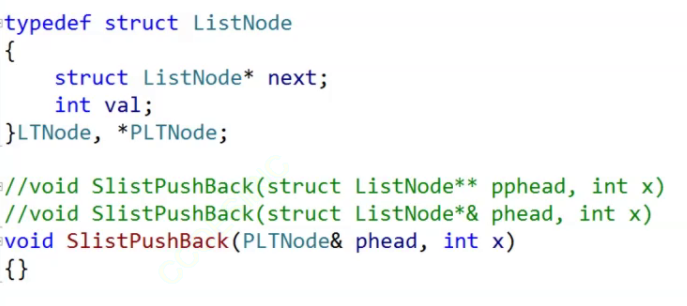 typedef struct ListNode
{
    struct ListNode* next;
    int val;
}LTNode, *PLTNode;

//void SlistPushBack(struct ListNode** pphead, int x)
//void SlistPushBack(struct ListNode*& phead, int x)
void SlistPushBack(PLTNode& phead, int x)
{}